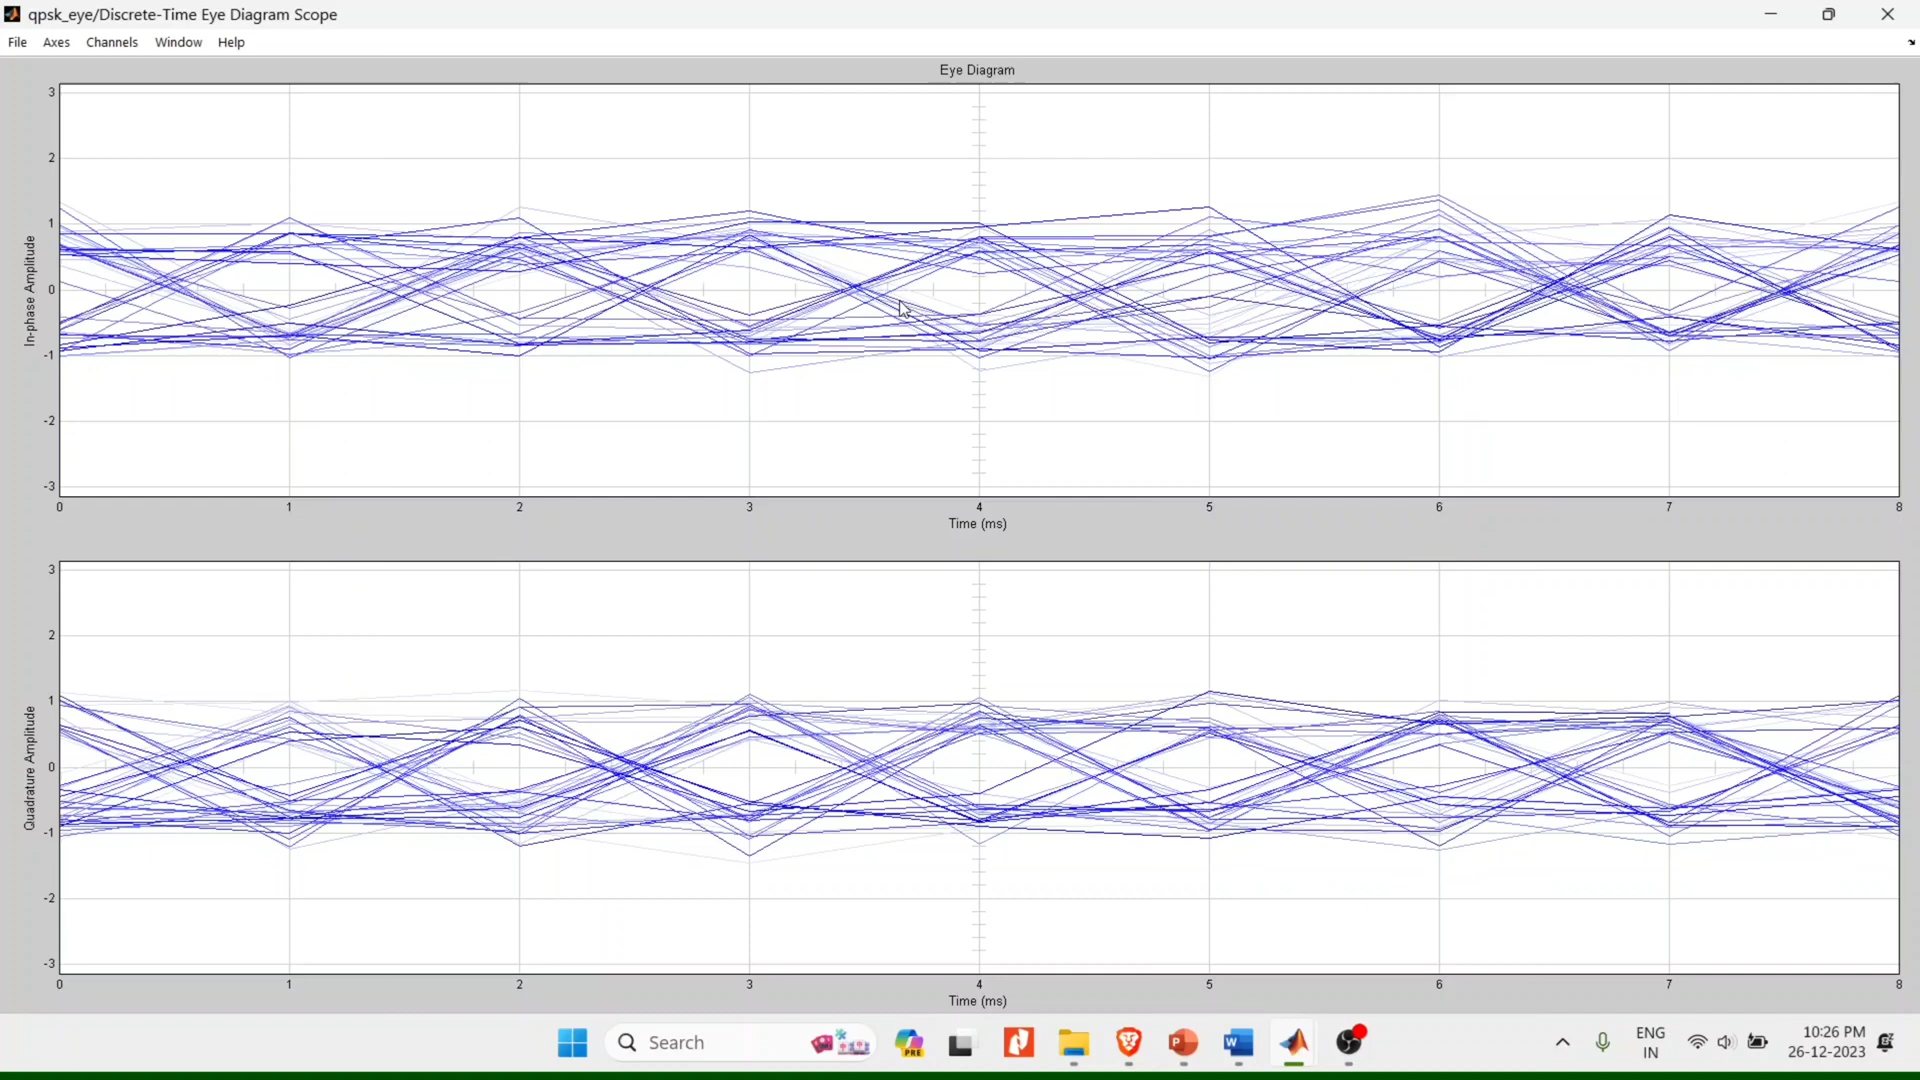 qpsk_eye/Discrete-Time Eye Diagram Scope
File Axes Channels Window Help
Eye Diagram
In-phase Amplitude
3
2
1
0
-1
-2
-3
0 1 2 3 4 5 6 7 8
Time (ms)
Quadrature Amplitude
3
2
1
0
-1
-2
-3
0 1 2 3 4 5 6 7 8
Time (ms)
Search
PRE
P
W
ENG
IN
10:26 PM
26-12-2023